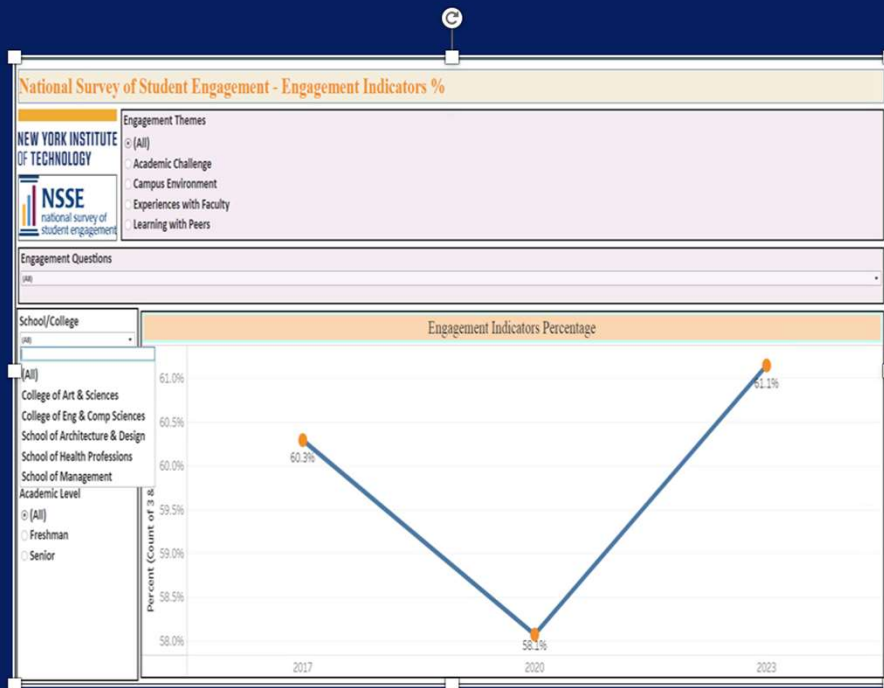 National Survey of Student Engagement - Engagement Indicators %
NEW YORK INSTITUTE
OF TECHNOLOGY
NSSE
national survey of
student engagement
Engagement Themes
(All)
Academic Challenge
Campus Environment
Experiences with Faculty
Learning with Peers
Engagement Questions
(All)
School/College
(All)
(All)
College of Art & Sciences
College of Eng & Comp Sciences
School of Architecture & Design
School of Health Professions
School of Management
Academic Level
(All)
Freshman
Senior
Engagement Indicators Percentage
Percent (Count of 3 &
61.0%
60.5%
60.0%
59.5%
59.0%
58.5%
58.0%
60.3%
58.1%
61.1%
2017
2020
2023